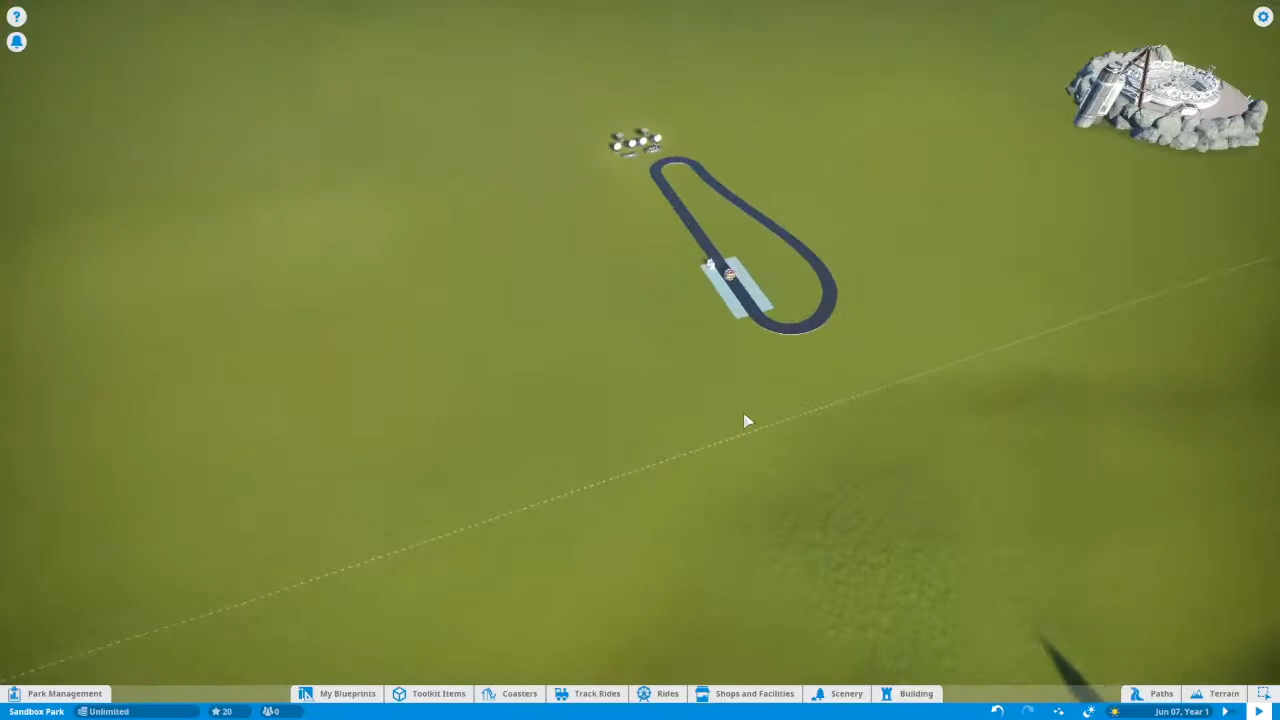 ?
Park Management
My Blueprints
Toolkit Items
Coasters
Track Rides
Rides
Shops and Facilities
Scenery
Building
Paths
Terrain
Sandbox Park
Unlimited
20
0
Jun 07, Year 1